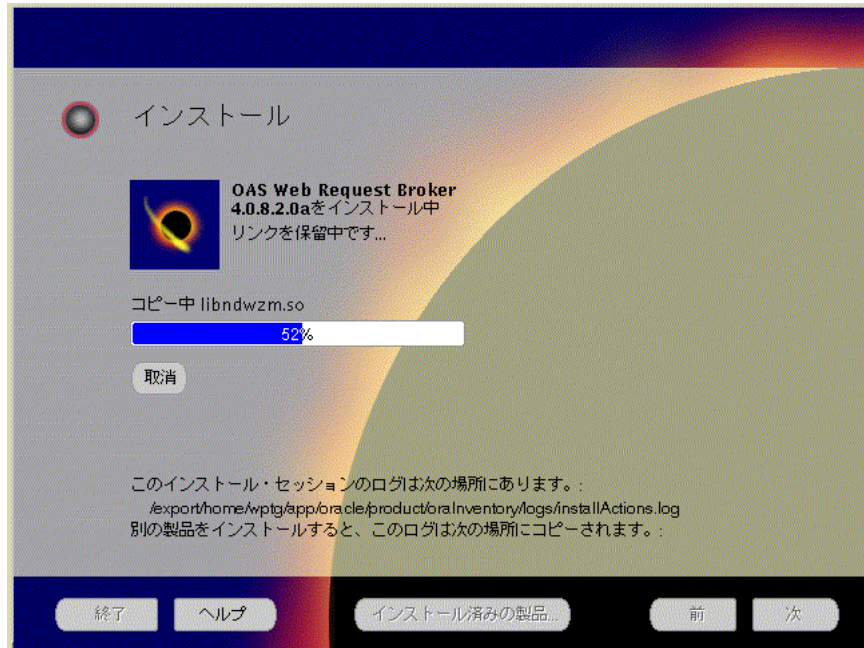 インストール
OAS Web Request Broker
4.0.8.2.0aをインストール中
リンクを保留中です...
コピー中 libndwzm.so
52%
取消
このインストール・セッションのログは次の場所にあります。:
/export/home/wptg/app/oracle/product/oraInventory/logs/installActions.log
別の製品をインストールすると、このログは次の場所にコピーされます。:
終了
ヘルプ
インストール済みの製品...
前
次